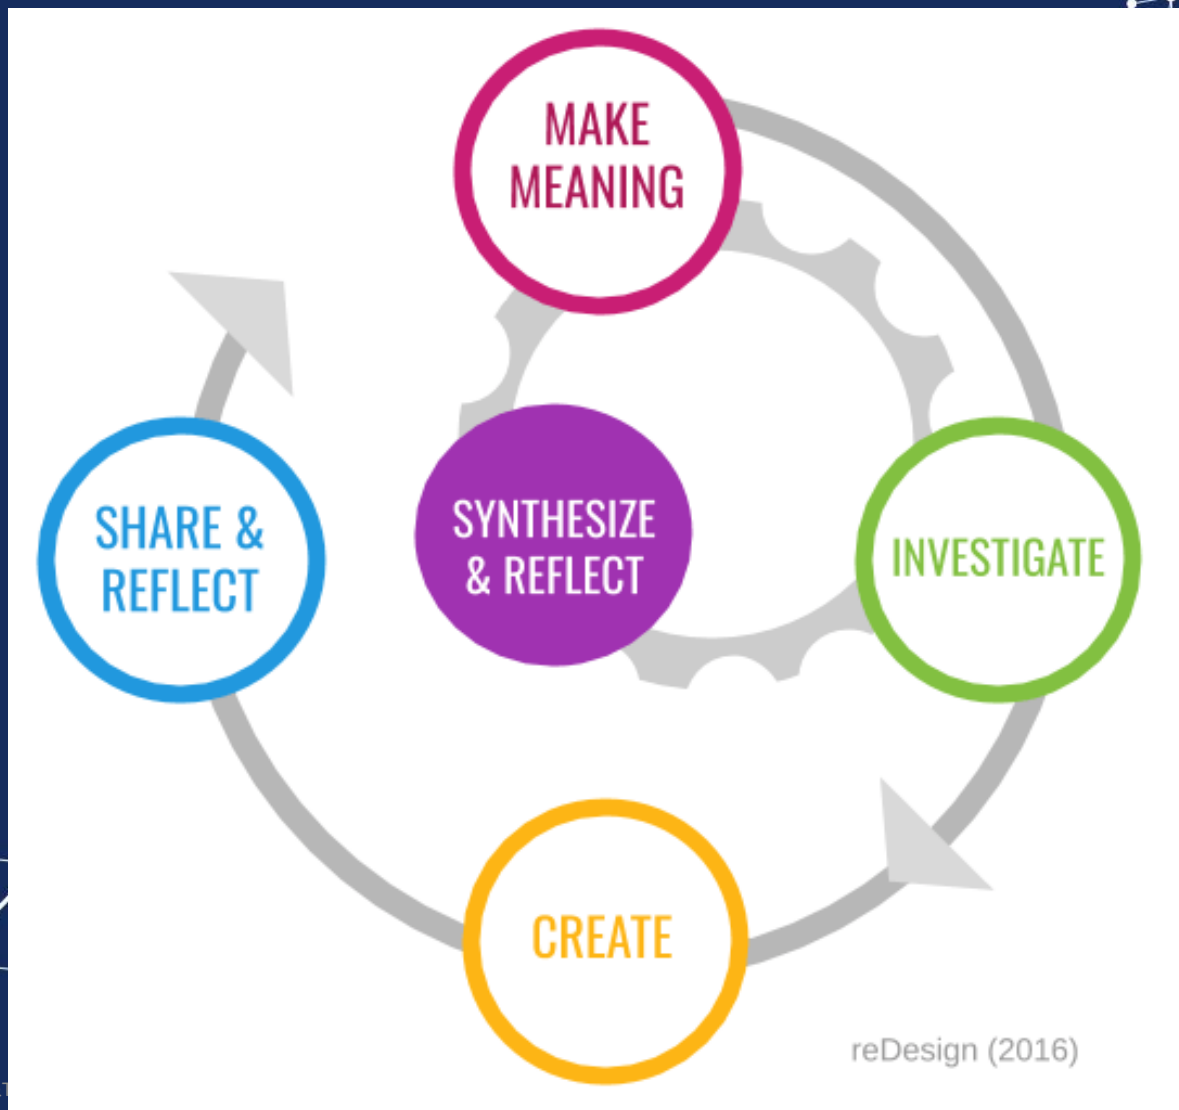 MAKE
MEANING
SHARE &
REFLECT
SYNTHESIZE
& REFLECT
INVESTIGATE
CREATE
reDesign (2016)